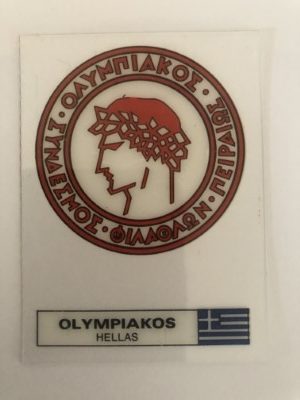 ΟΛΥΜΠΙΑΚΟΣ · ΣΥΝΔΕΣΜΟΣ · ΦΙΛΑΘΛΩΝ · ΠΕΙΡΑΙΩΣ ·
OLYMPIAKOS
HELLAS